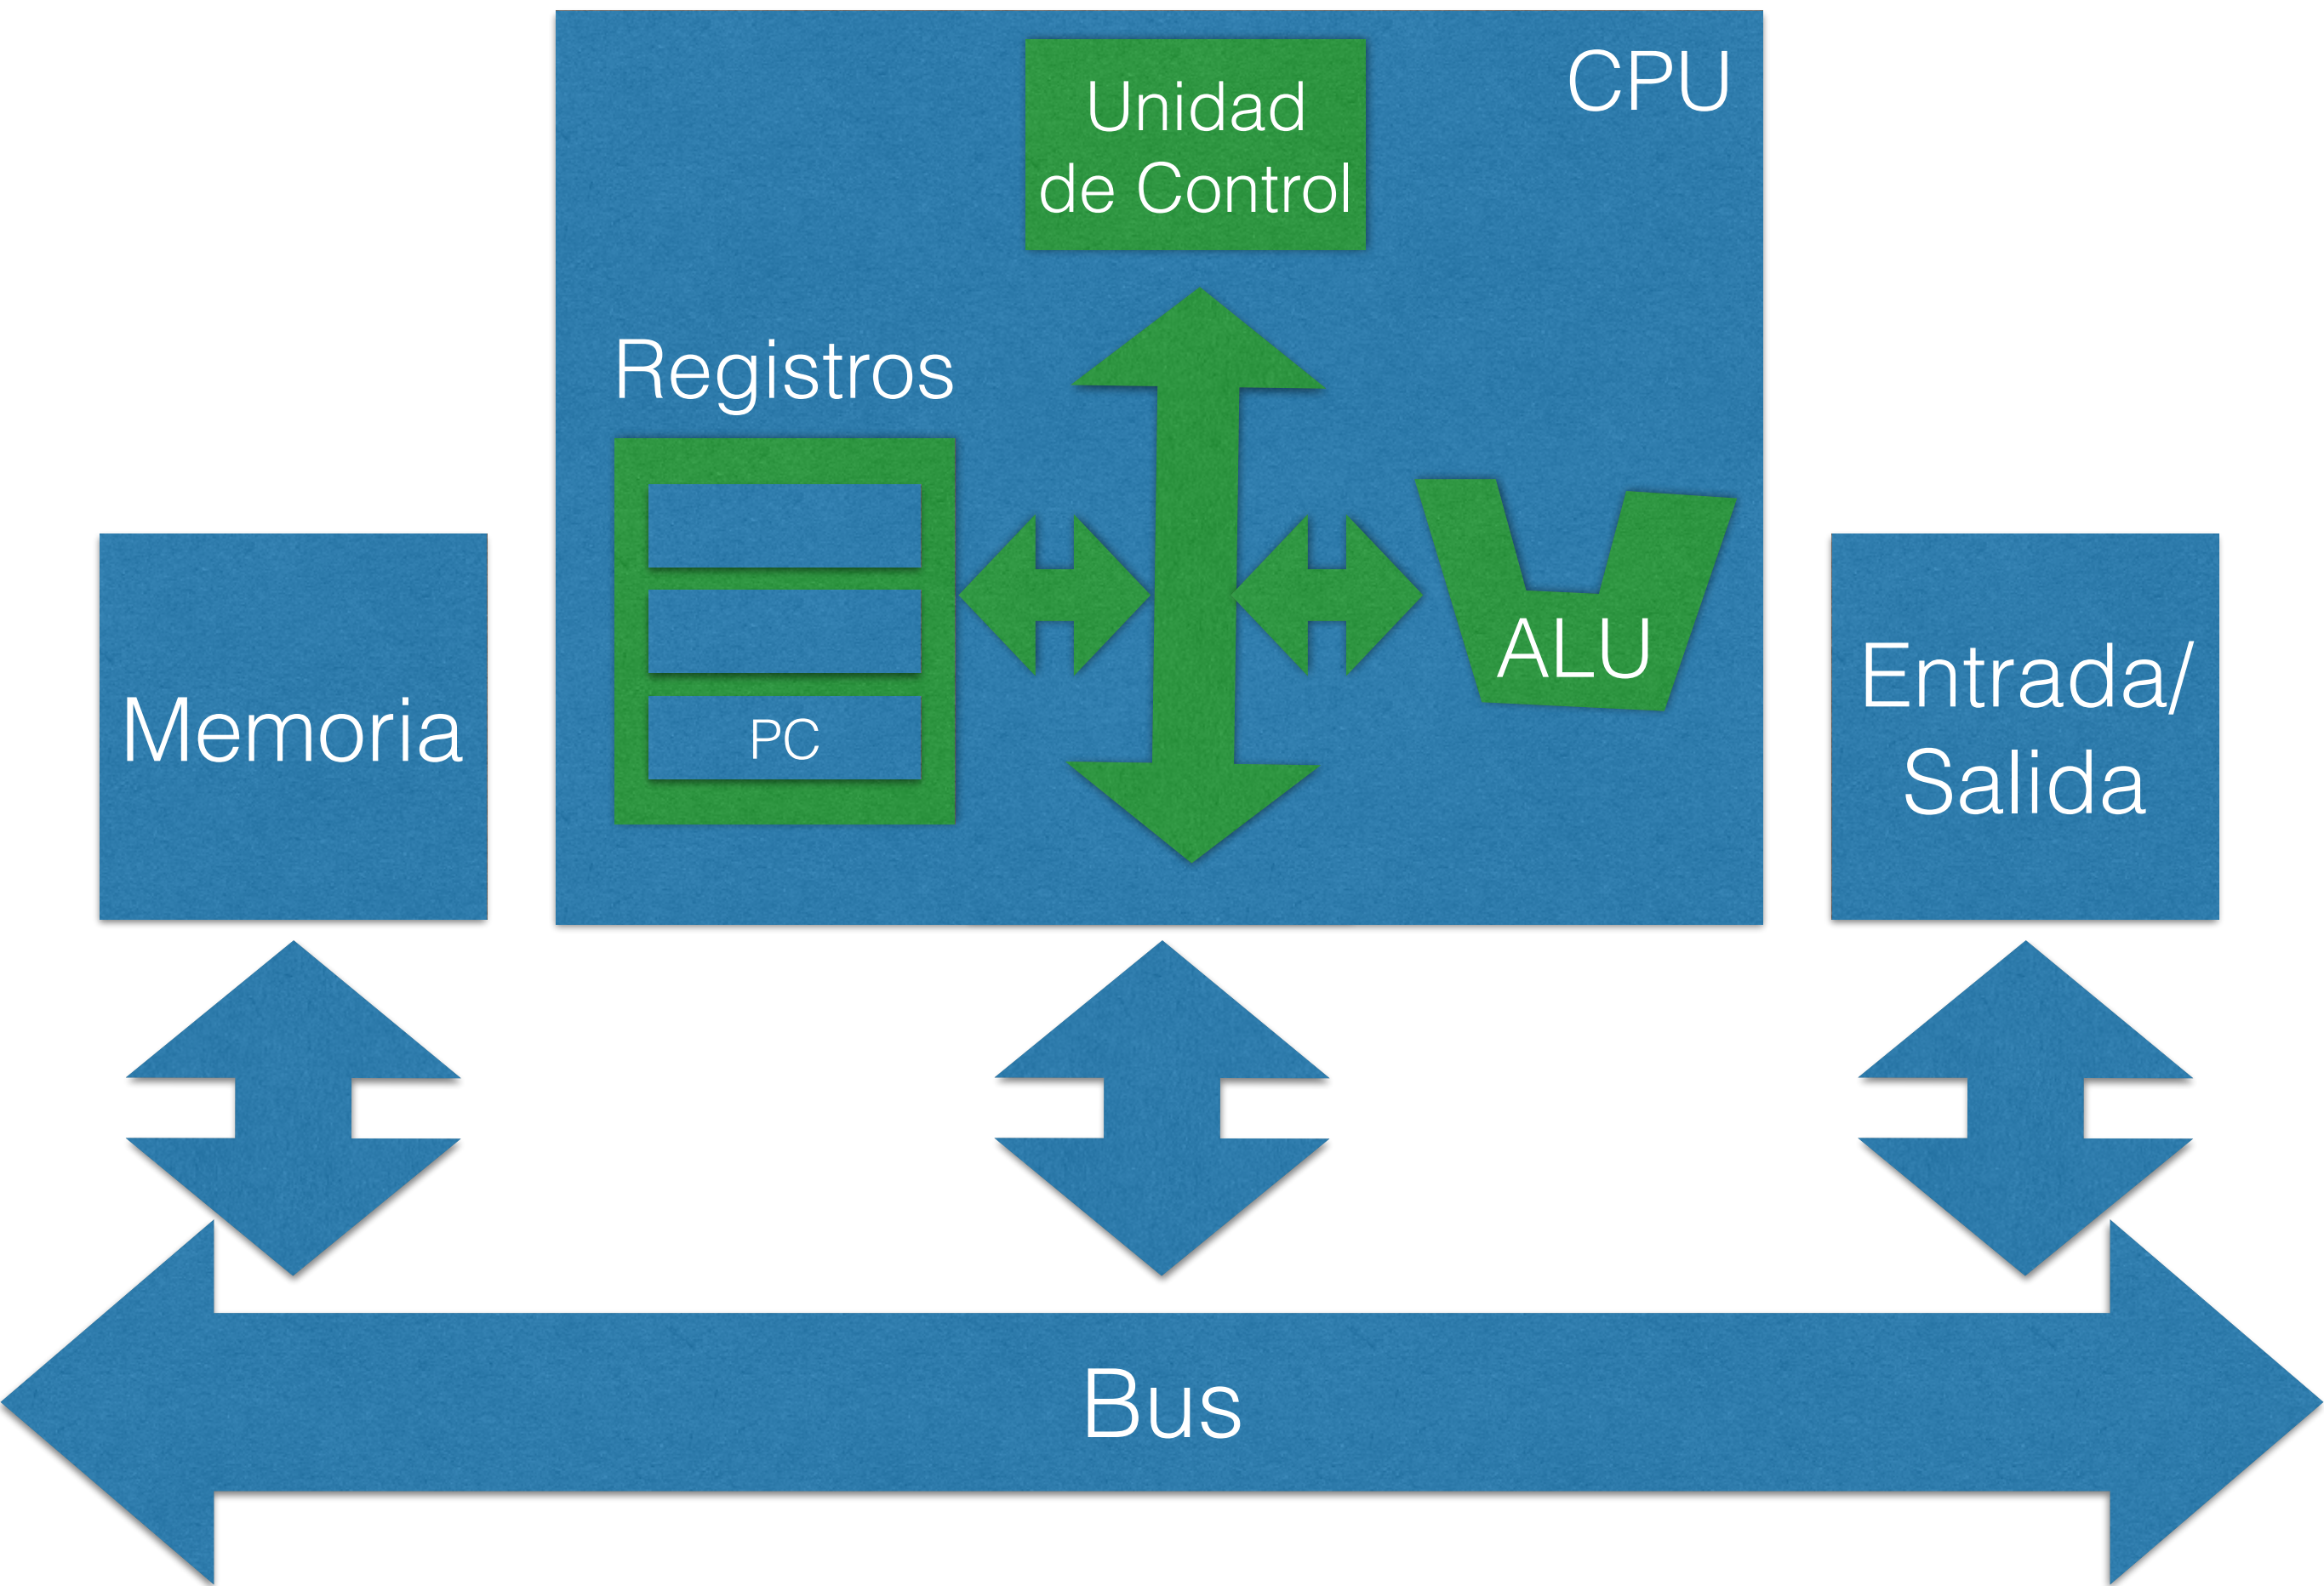 CPU
Unidad
de Control
Registros
PC
ALU
Memoria
Entrada/
Salida
Bus